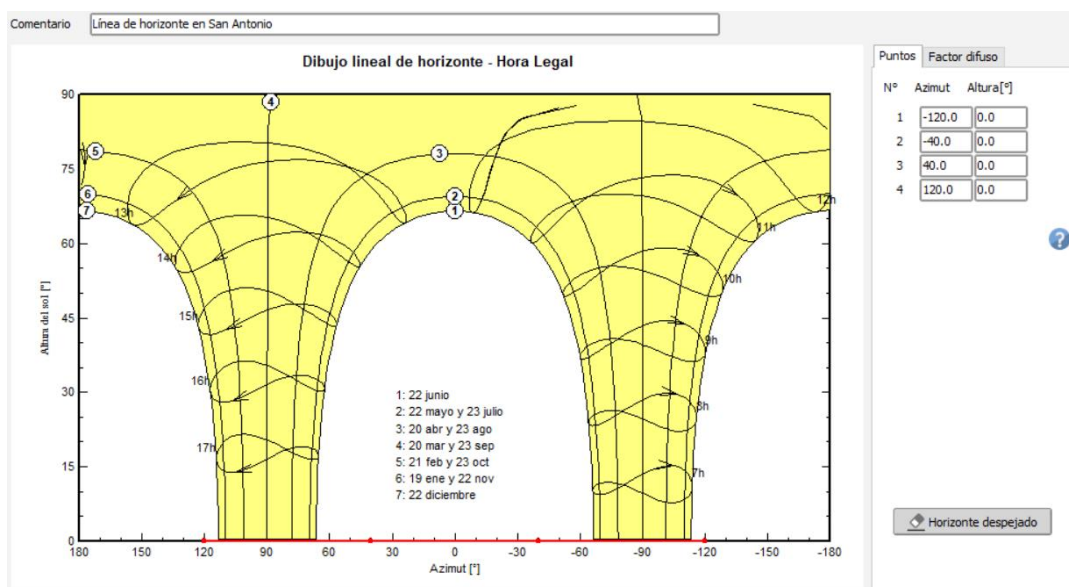 Comentario Línea de horizonte en San Antonio
Dibujo lineal de horizonte - Hora Legal
Puntos Factor difuso
Nº Azimut Altura[°]
1 -120.0 0.0
2 -40.0 0.0
3 40.0 0.0
4 120.0 0.0
Altura del sol [°]
90
75
60
45
30
15
0
4
5
3
6
2
7
1
13h
12h
11h
14h
10h
15h
9h
16h
8h
17h
7h
1: 22 junio
2: 22 mayo y 23 julio
3: 20 abr y 23 ago
4: 20 mar y 23 sep
5: 21 feb y 23 oct
6: 19 ene y 22 nov
7: 22 diciembre
180 150 120 90 60 30 0 -30 -60 -90 -120 -150 -180
Azimut [°]
?
Horizonte despejado